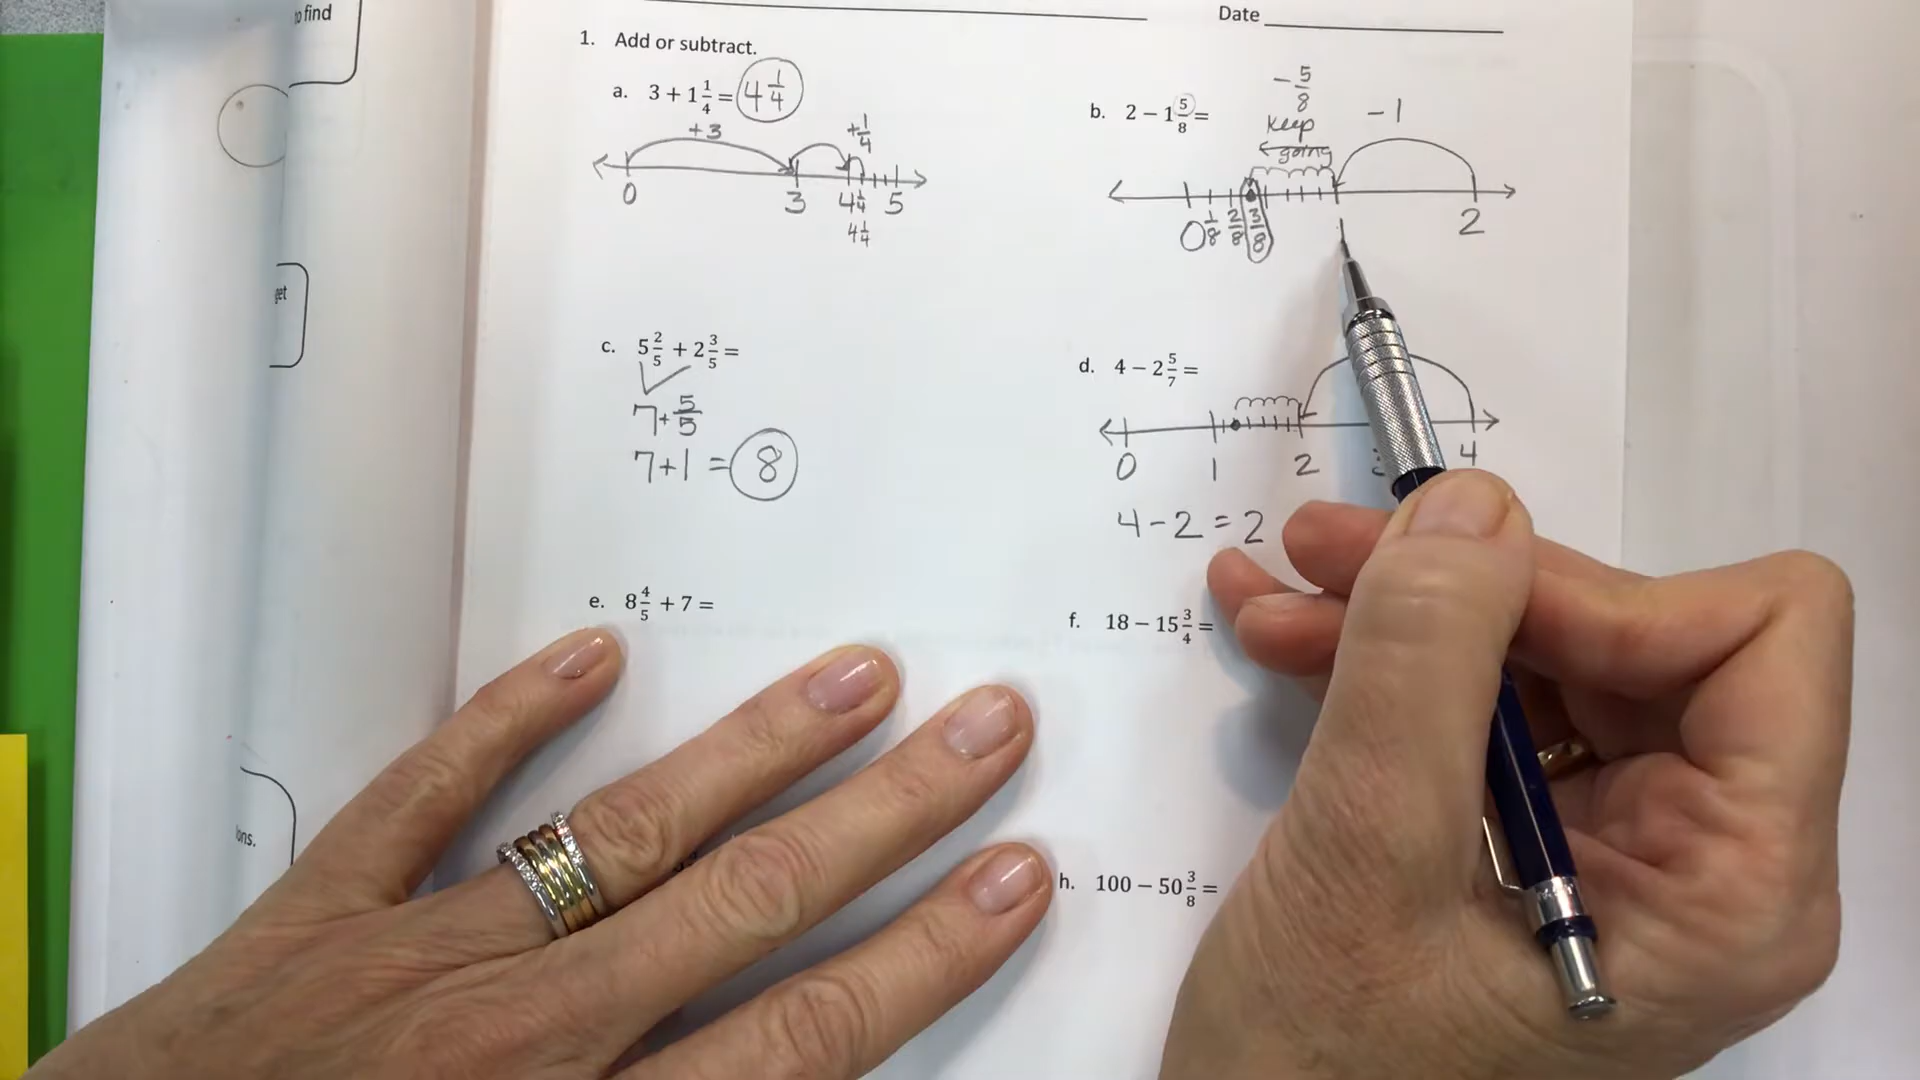 to find
Date
1. Add or subtract.
a. 3 + 1 1/4 = 4 1/4
+3
+1/4
0 3 4 1/4 5
4 1/4
b. 2 − 1 5/8 =
− 5/8
keep
going
− 1
0 1/8 2/8 3/8 1 2
get
c. 5 2/5 + 2 3/5 =
7 + 5/5
7 + 1 = 8
d. 4 − 2 5/7 =
0 1 2 4
4 − 2 = 2
e. 8 4/5 + 7 =
f. 18 − 15 3/4 =
ions.
h. 100 − 50 3/8 =